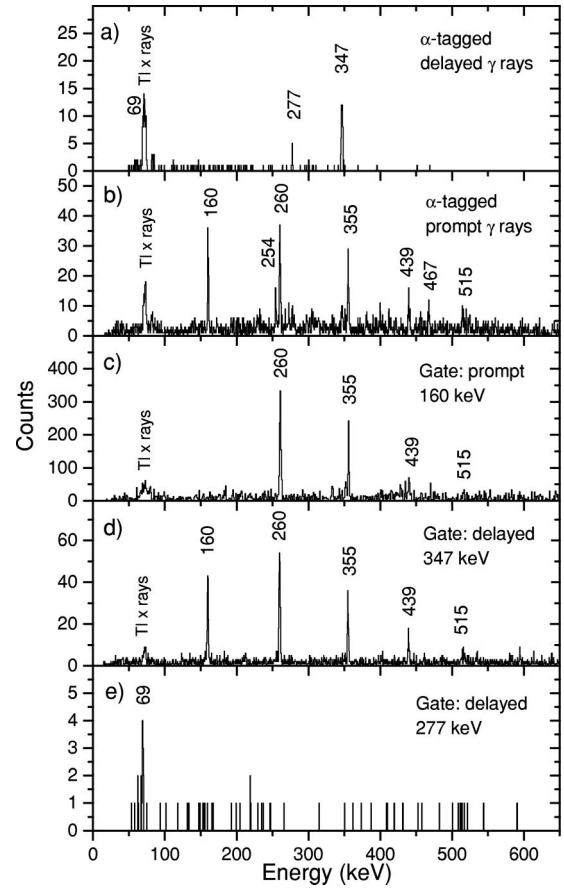 a)
Tl x rays
69
277
347
α-tagged
delayed γ rays
25
20
15
10
5
0
b)
Tl x rays
160
254
260
355
439
467
515
α-tagged
prompt γ rays
50
40
30
20
10
0
c)
Tl x rays
260
355
439
515
Gate: prompt
160 keV
400
300
200
100
0
Counts
d)
Tl x rays
160
260
355
439
515
Gate: delayed
347 keV
60
40
20
0
e)
69
Gate: delayed
277 keV
5
4
3
2
1
0
0 100 200 300 400 500 600
Energy (keV)